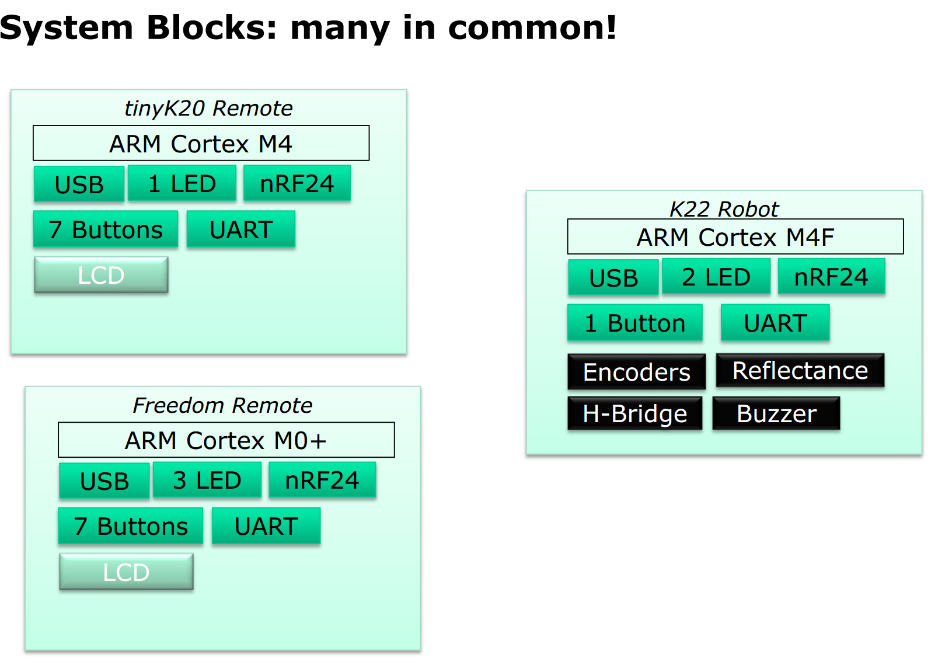 System Blocks: many in common!
tinyK20 Remote
ARM Cortex M4
USB 1 LED nRF24
7 Buttons UART
LCD
K22 Robot
ARM Cortex M4F
USB 2 LED nRF24
1 Button UART
Encoders Reflectance
H-Bridge Buzzer
Freedom Remote
ARM Cortex M0+
USB 3 LED nRF24
7 Buttons UART
LCD